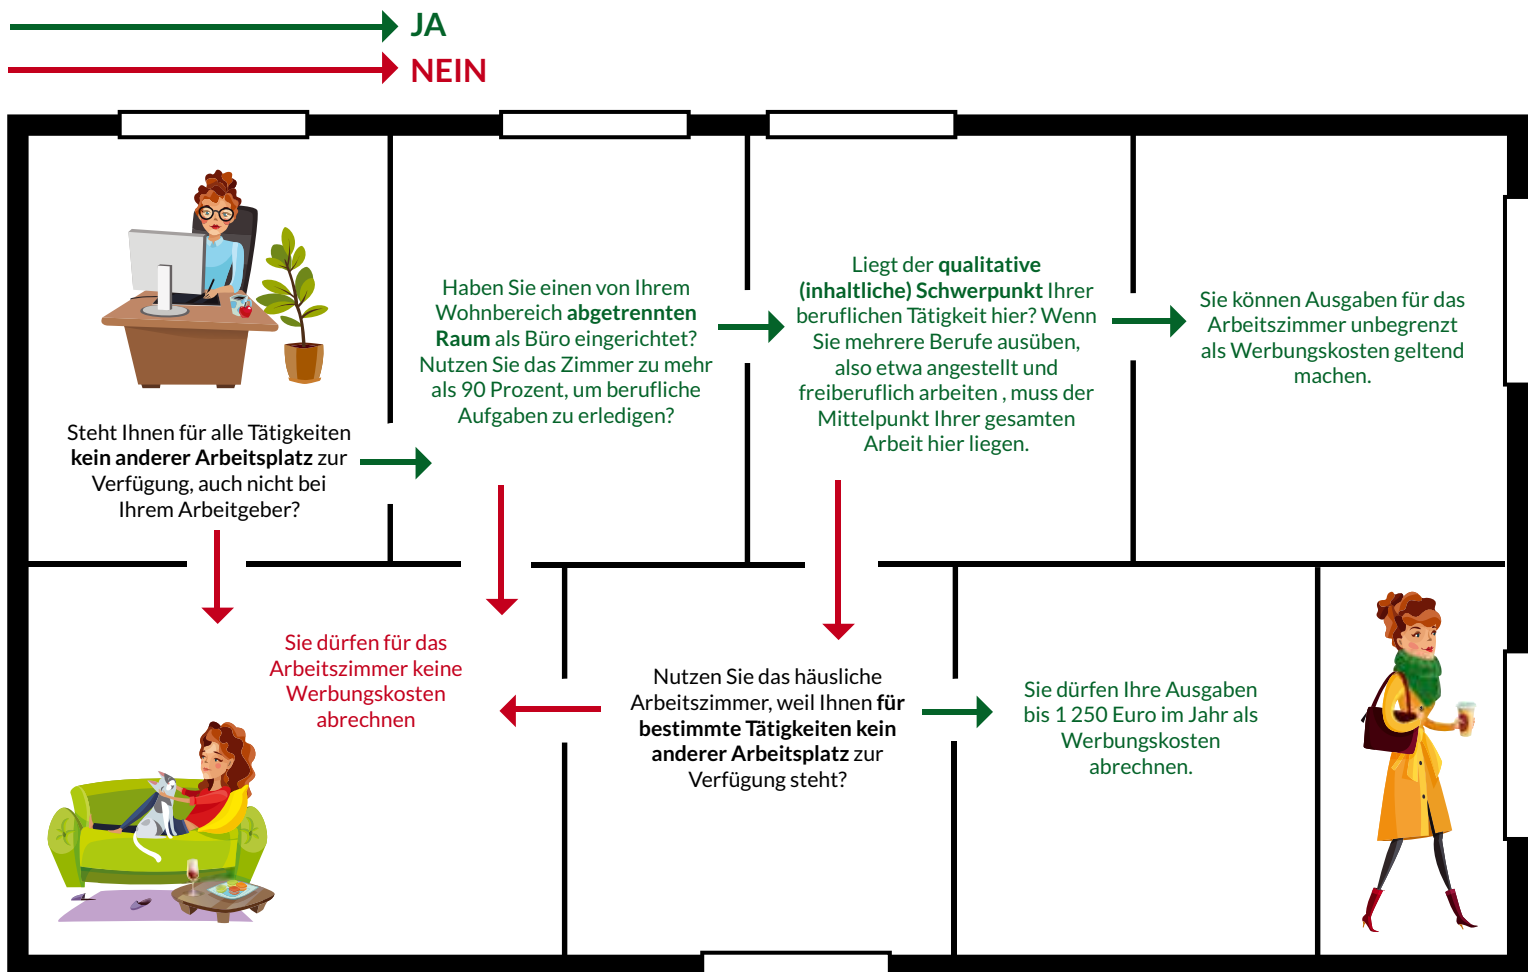 JA
NEIN
Steht Ihnen für alle Tätigkeiten
kein anderer Arbeitsplatz zur
Verfügung, auch nicht bei
Ihrem Arbeitgeber?
Haben Sie einen von Ihrem
Wohnbereich abgetrennten
Raum als Büro eingerichtet?
Nutzen Sie das Zimmer zu mehr
als 90 Prozent, um berufliche
Aufgaben zu erledigen?
Liegt der qualitative
(inhaltliche) Schwerpunkt Ihrer
beruflichen Tätigkeit hier? Wenn
Sie mehrere Berufe ausüben,
also etwa angestellt und
freiberuflich arbeiten , muss der
Mittelpunkt Ihrer gesamten
Arbeit hier liegen.
Sie können Ausgaben für das
Arbeitszimmer unbegrenzt
als Werbungskosten geltend
machen.
Sie dürfen für das
Arbeitszimmer keine
Werbungskosten
abrechnen
Nutzen Sie das häusliche
Arbeitszimmer, weil Ihnen für
bestimmte Tätigkeiten kein
anderer Arbeitsplatz zur
Verfügung steht?
Sie dürfen Ihre Ausgaben
bis 1 250 Euro im Jahr als
Werbungskosten
abrechnen.